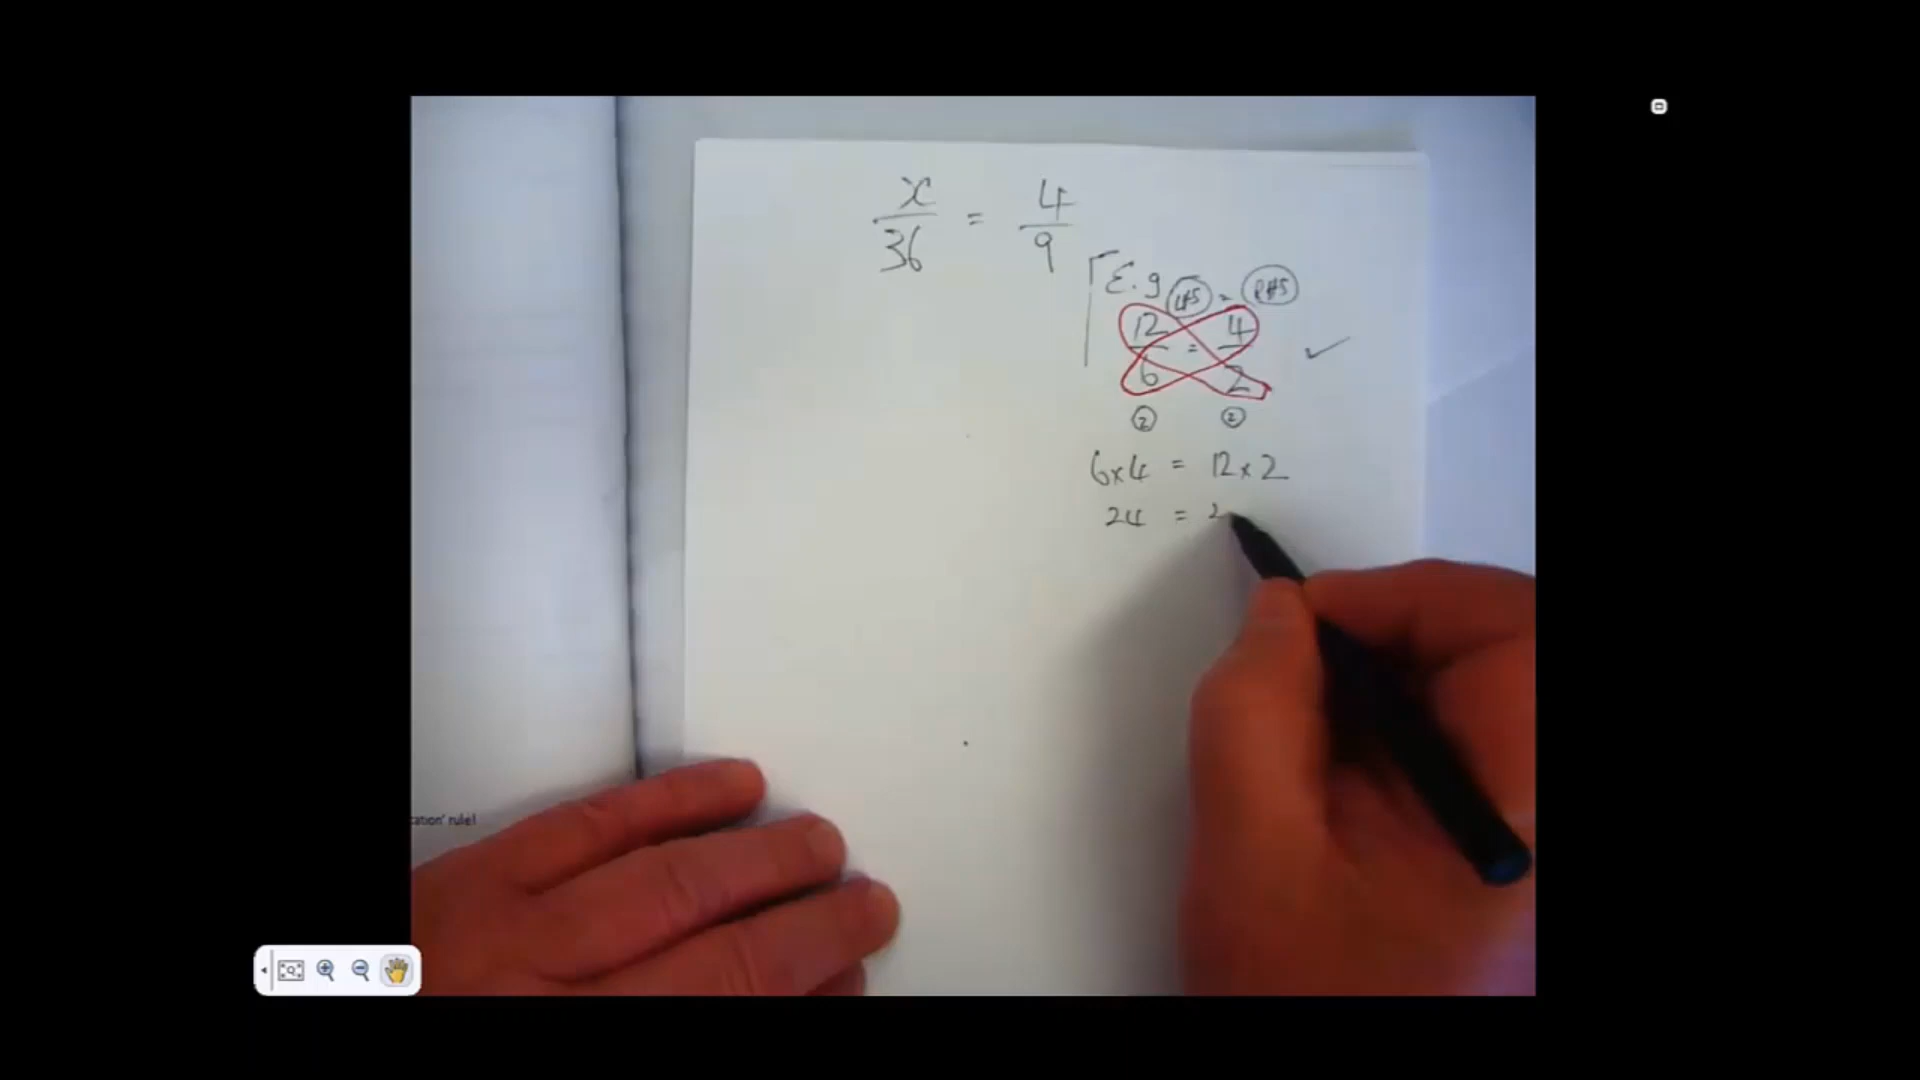 x/36 = 4/9
E.g
LHS = RHS
12/6 = 4/2 ✓
② ②
6x4 = 12x2
24 = 2
cation' rule!